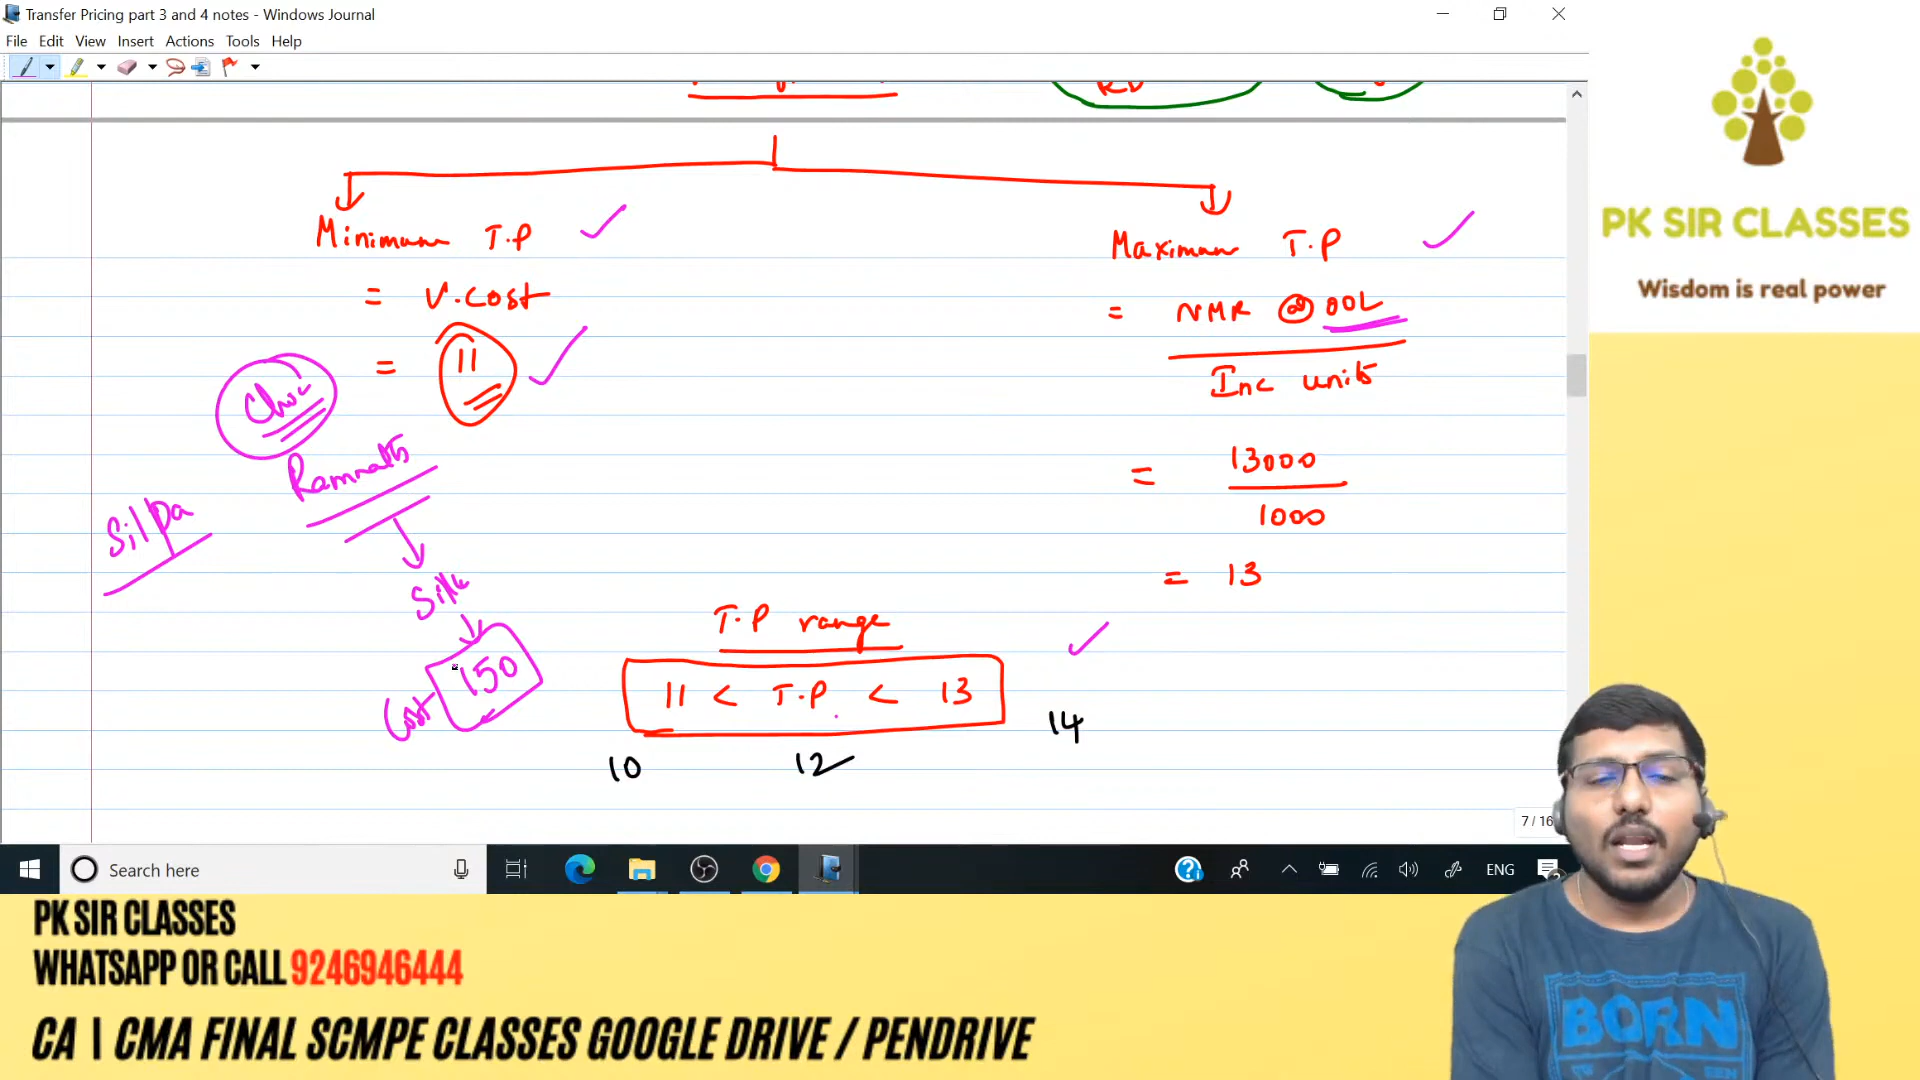 Transfer Pricing part 3 and 4 notes - Windows Journal
File Edit View Insert Actions Tools Help
Minimum T.P
= V.Cost
= 11
Maximum T.P
= NMR @ OOL
Inc units
= 13000
1000
= 13
Ramnath
Silpa
Silk
Cost 150
T.P range
11 < T.P < 13
10 12 14
7 / 16
Search here
ENG
PK SIR CLASSES
Wisdom is real power
PK SIR CLASSES
WHATSAPP OR CALL 9246946444
CA \ CMA FINAL SCMPE CLASSES GOOGLE DRIVE / PENDRIVE
BORN